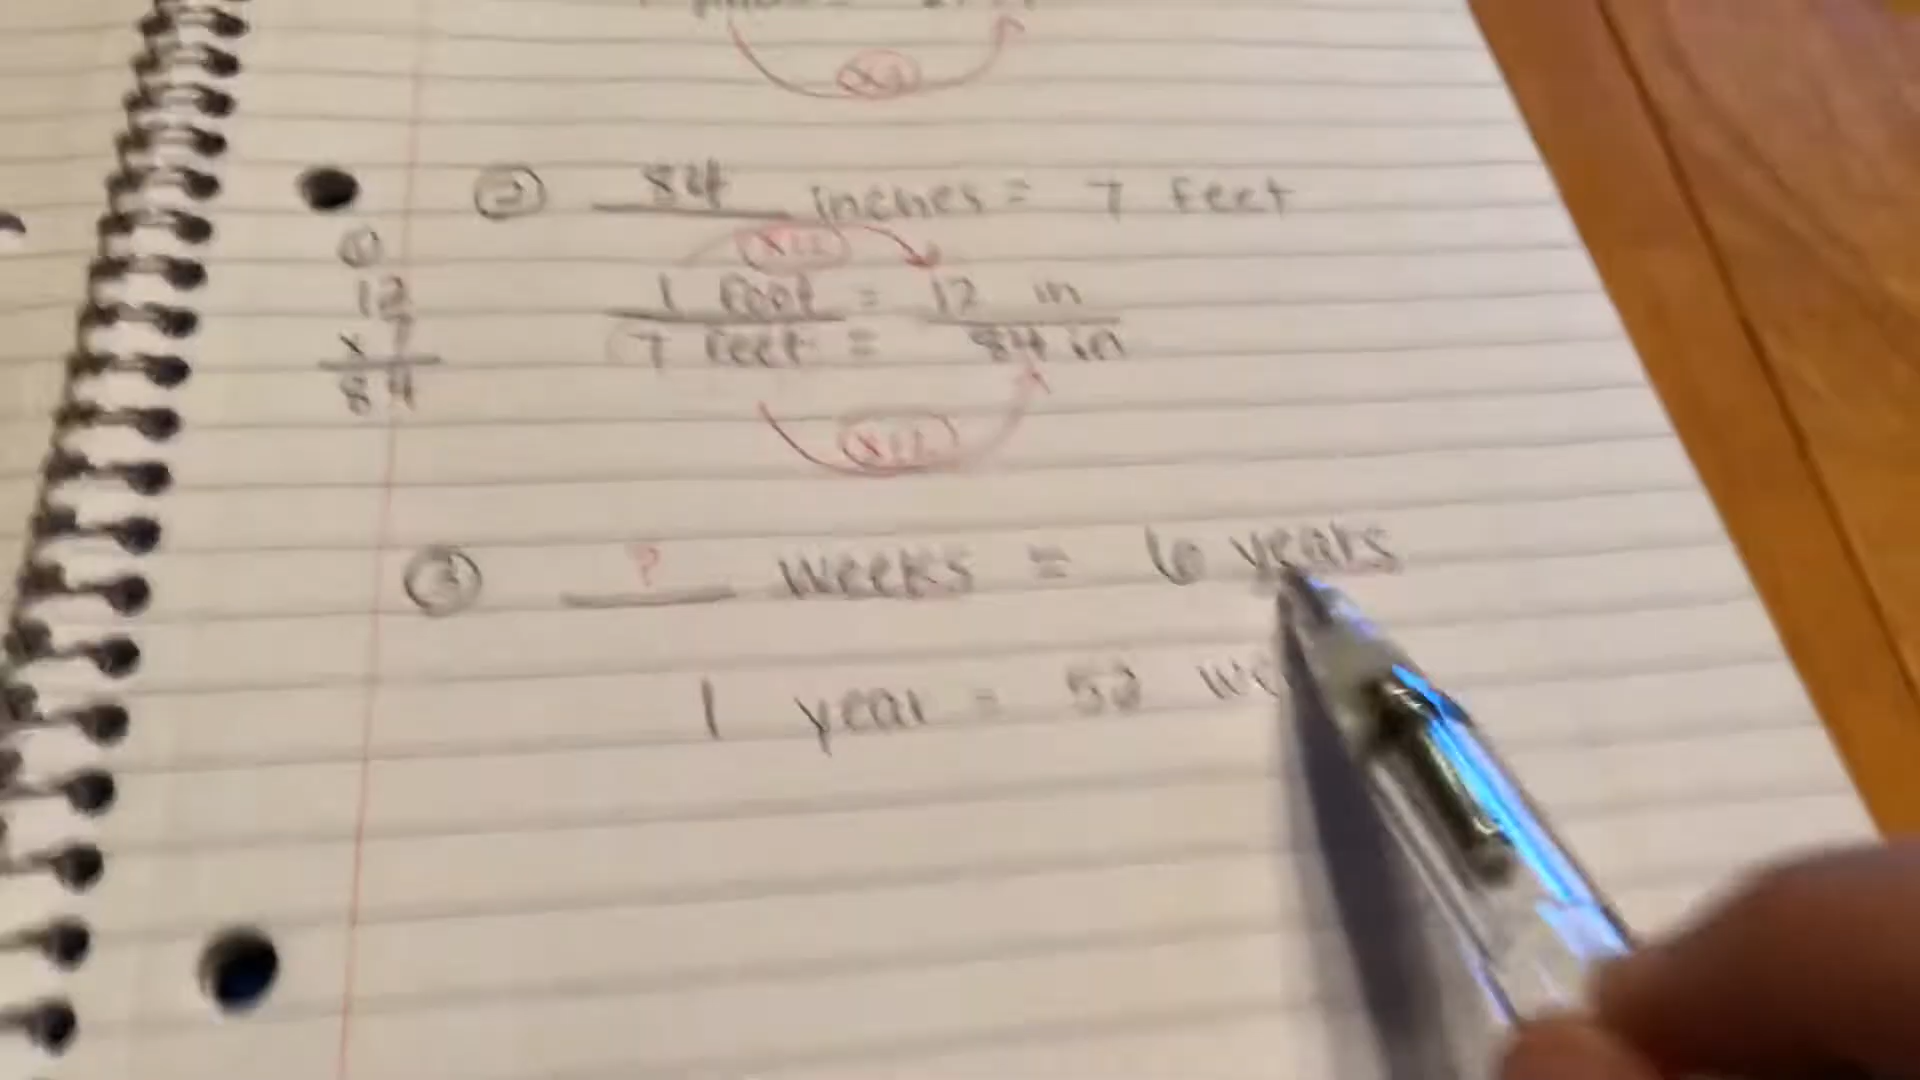 ② 84 inches = 7 feet
x12
1 foot = 12 in
7 feet = 84 in
x12
1
12
x 7
84
③ ? weeks = 6 years
1 year = 52 we